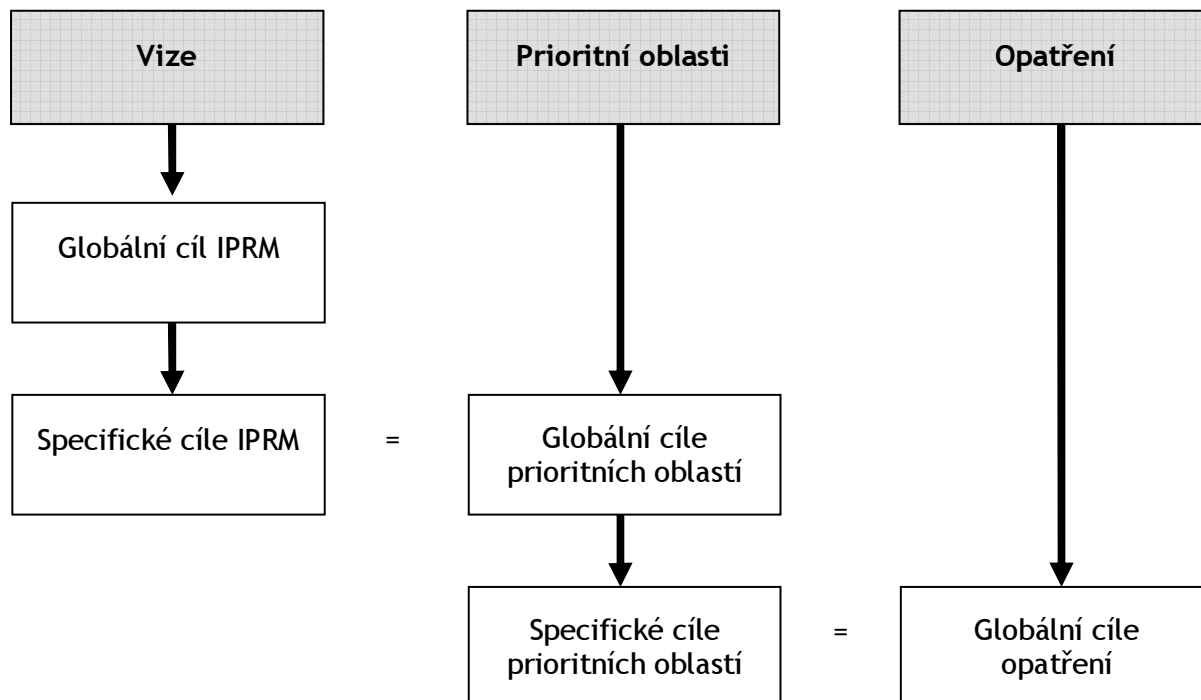 Vize
Prioritní oblasti
Opatření
Globální cíl IPRM
Specifické cíle IPRM
=
Globální cíle
prioritních oblastí
Specifické cíle
prioritních oblastí
=
Globální cíle
opatření